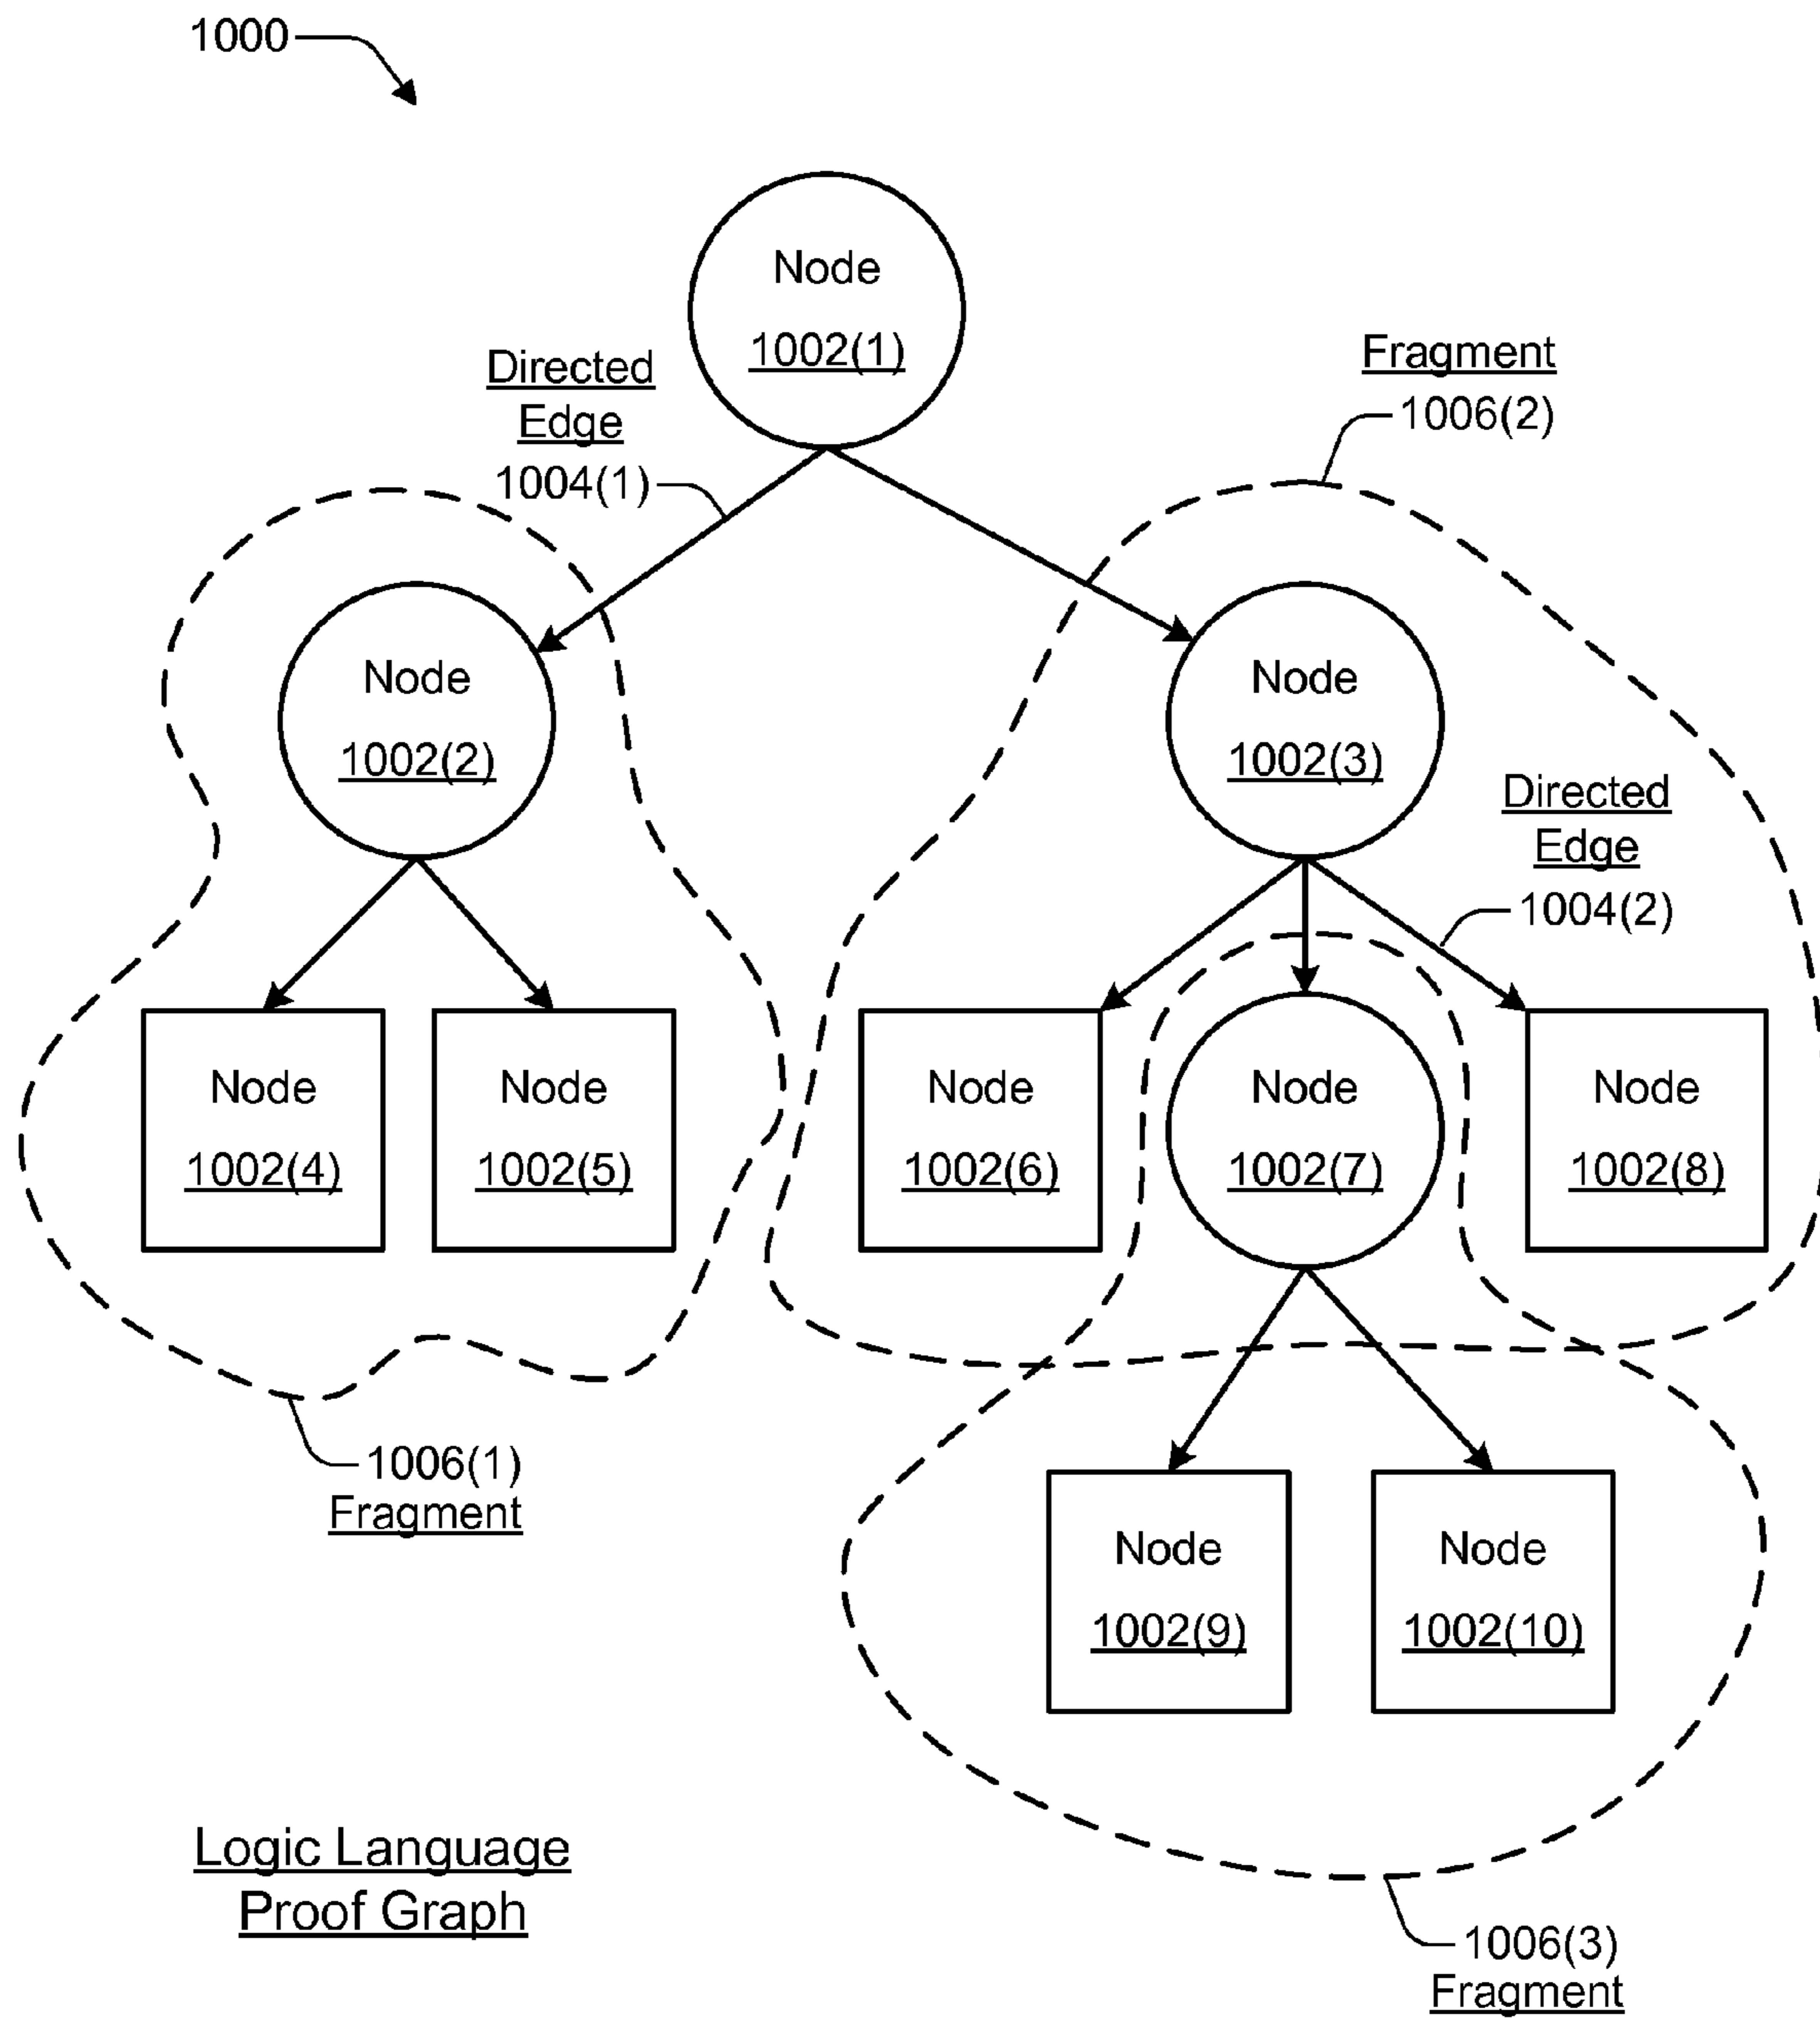 1000
Node
1002(1)
Directed
Edge
1004(1)
Fragment
1006(2)
Node
1002(2)
Node
1002(3)
Directed
Edge
1004(2)
Node
1002(4)
Node
1002(5)
Node
1002(6)
Node
1002(7)
Node
1002(8)
1006(1)
Fragment
Node
1002(9)
Node
1002(10)
Logic Language
Proof Graph
1006(3)
Fragment